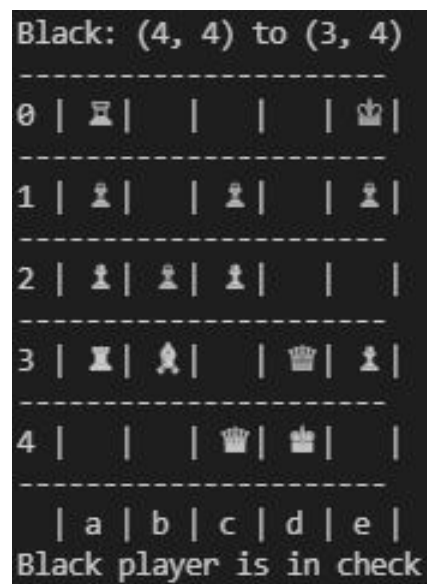 Black: (4, 4) to (3, 4)
------------------------
0 | ♖| | | | ♔|
------------------------
1 | ♙| | ♙| | ♙|
------------------------
2 | ♟| ♙| ♟| | |
------------------------
3 | ♜| ♝| | ♕| ♟|
------------------------
4 | | | ♛| ♚| |
------------------------
| a | b | c | d | e |
Black player is in check